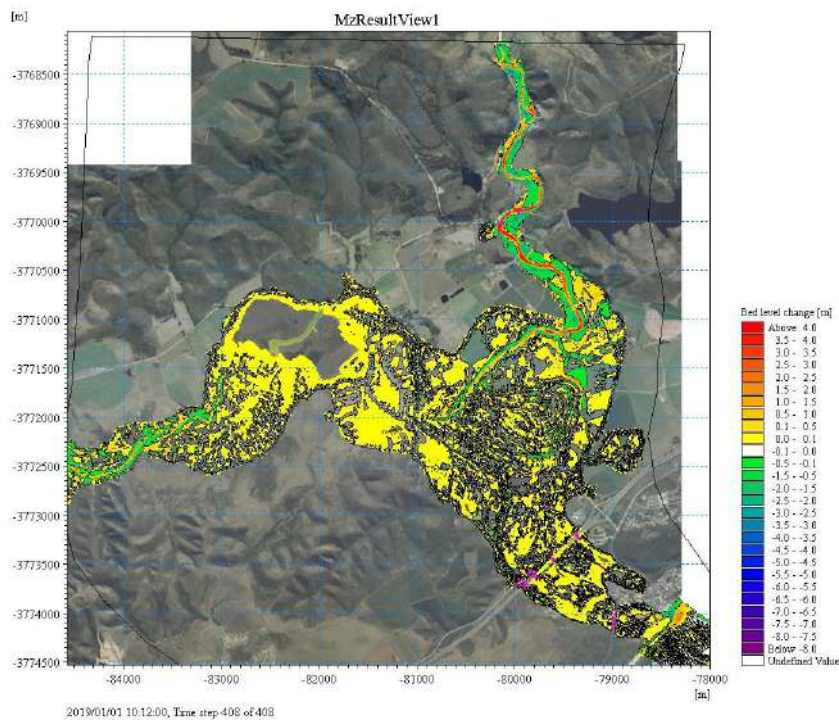 MzResultView1
[m]
-3768500
-3769000
-3769500
-3770000
-3770500
-3771000
-3771500
-3772000
-3772500
-3773000
-3773500
-3774000
-3774500
-84000
-83000
-82000
-81000
-80000
-79000
-78000
[m]
Bed level change [m]
Above 4.0
3.5 - 4.0
3.0 - 3.5
2.5 - 3.0
2.0 - 2.5
1.5 - 2.0
1.0 - 1.5
0.5 - 1.0
0.1 - 0.5
0.0 - 0.1
-0.1 - 0.0
-0.5 - -0.1
-1.5 - -0.5
-2.0 - -1.5
-2.5 - -2.0
-3.0 - -2.5
-3.5 - -3.0
-4.0 - -3.5
-4.5 - -4.0
-5.0 - -4.5
-5.5 - -5.0
-6.0 - -5.5
-6.5 - -6.0
-7.0 - -6.5
-7.5 - -7.0
-8.0 - -7.5
Below -8.0
Undefined Value
2019/01/01 10:12:00, Time step 408 of 408